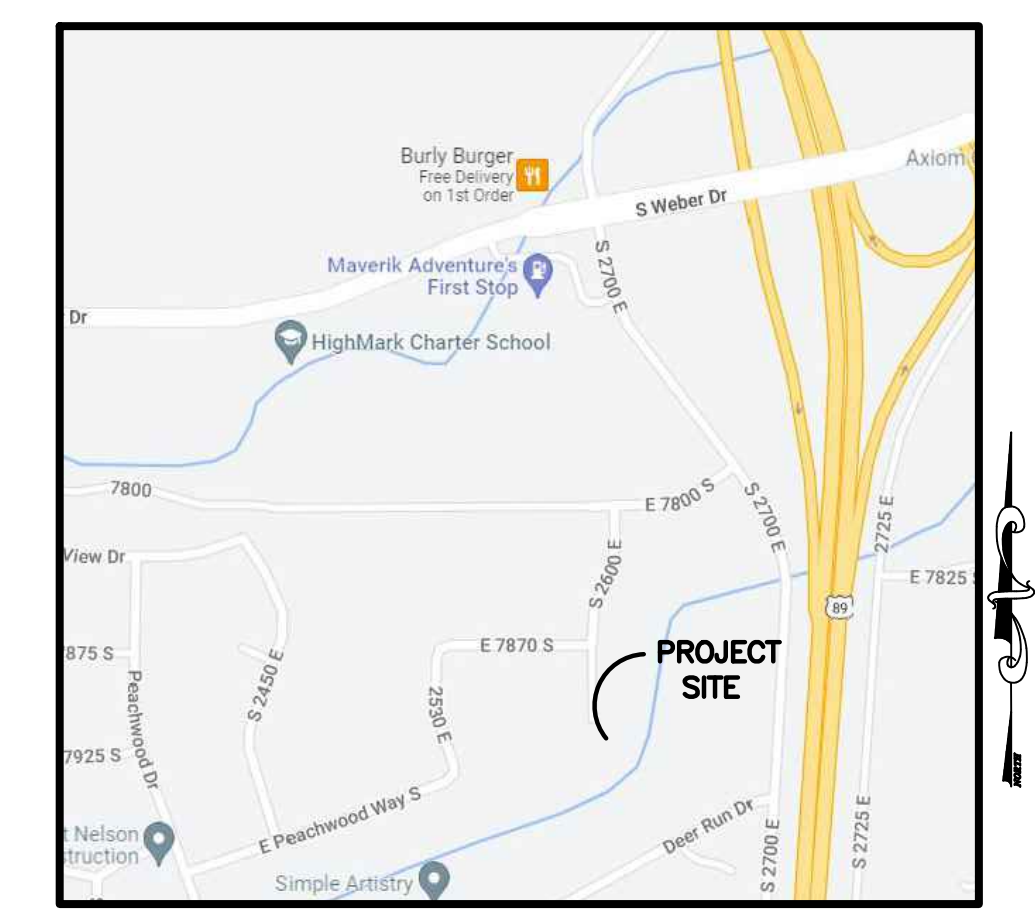 Burly Burger
Free Delivery
on 1st Order
Axiom
S Weber Dr
S 2700 E
Maverik Adventure's
First Stop
Dr
HighMark Charter School
7800
E 7800 S
S 2700 E
2725 E
View Dr
S 2600 E
E 7825 S
89
875 S
E 7870 S
PROJECT
SITE
S 2450 E
Peachwood Dr
2530 E
7925 S
NORTH
E Peachwood Way S
Deer Run Dr
S 2700 E
S 2725 E
t Nelson
struction
Simple Artistry